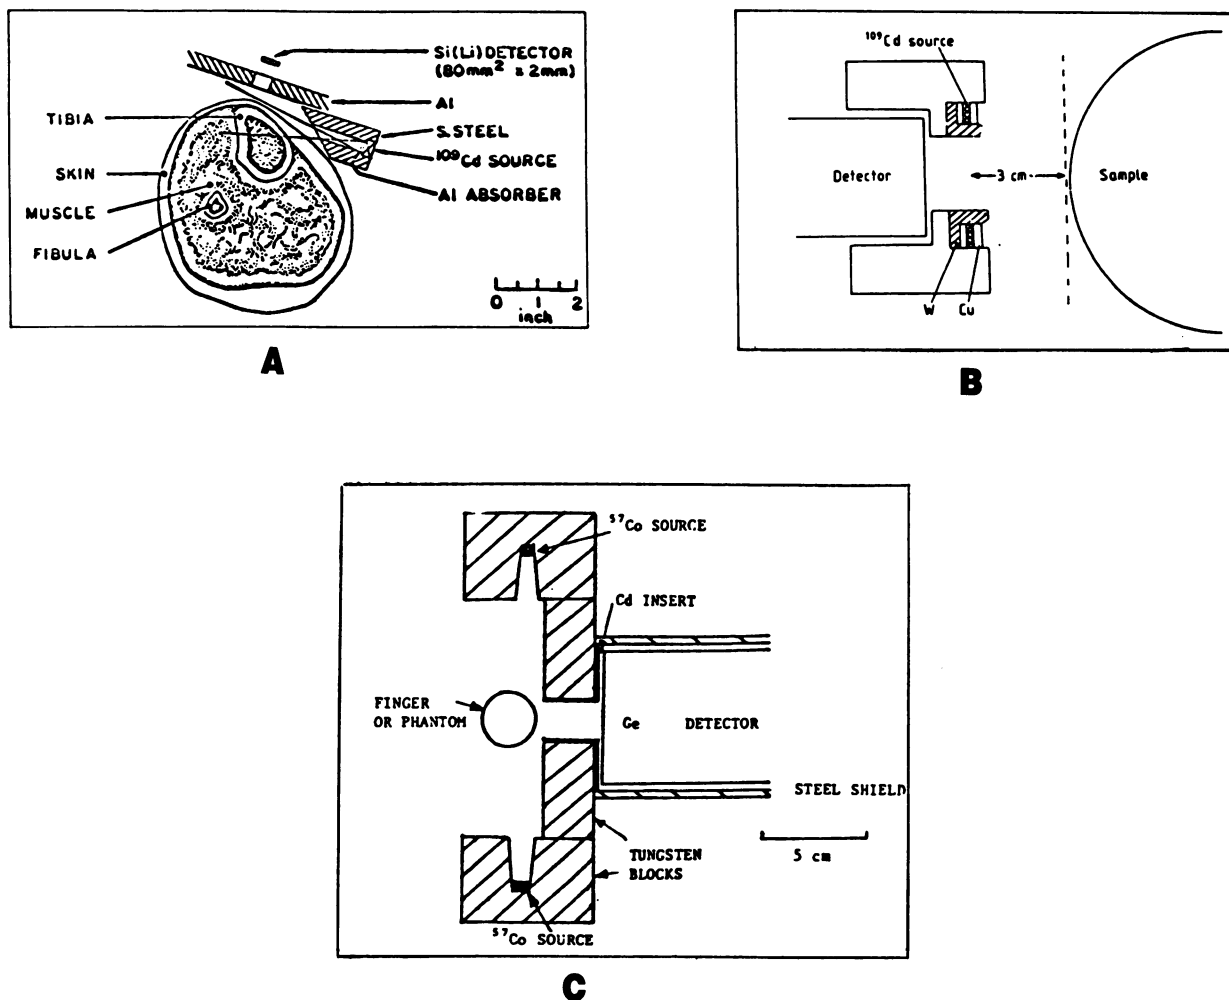 Si(Li) DETECTOR
(80mm² x 2mm)
Al
TIBIA
S.STEEL
¹⁰⁹Cd SOURCE
SKIN
Al ABSORBER
MUSCLE
FIBULA
0 1 2
inch
A
¹⁰⁹Cd source
Detector
3 cm
Sample
W
Cu
B
⁵⁷Co SOURCE
Cd INSERT
FINGER
OR PHANTOM
Ge DETECTOR
STEEL SHIELD
5 cm
TUNGSTEN
BLOCKS
⁵⁷Co SOURCE
C